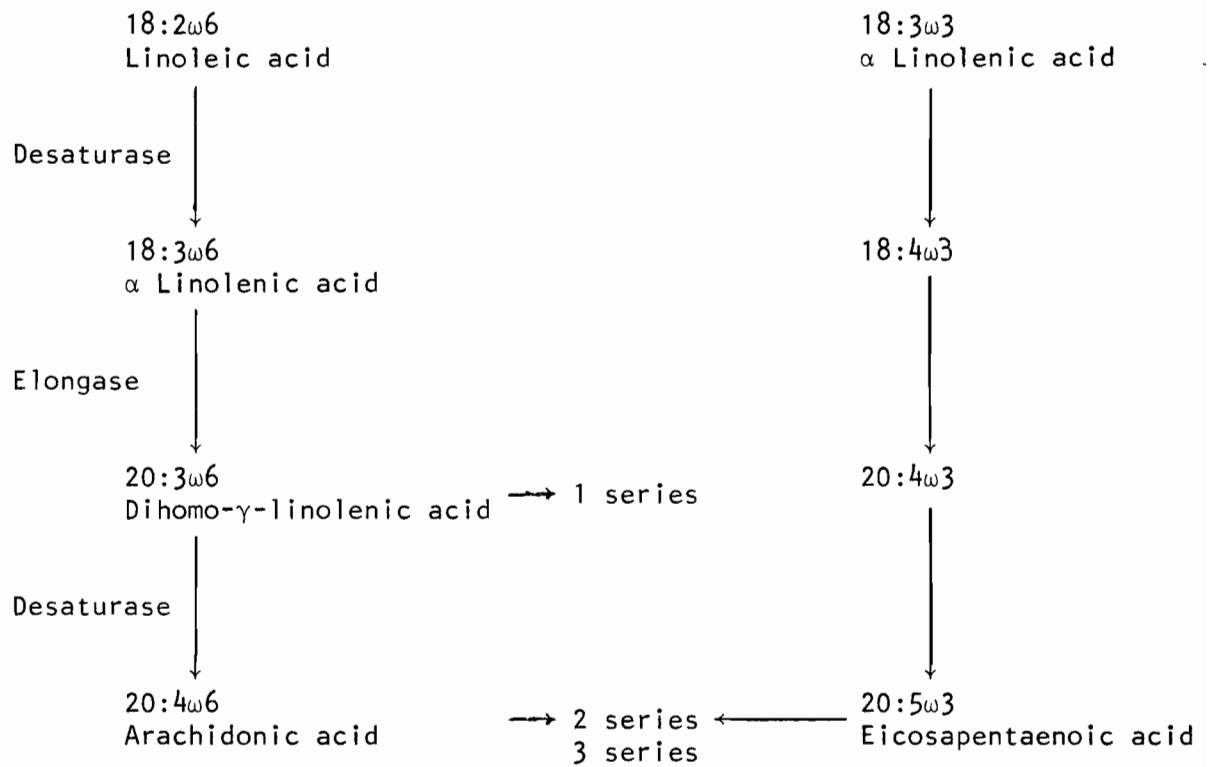 18:2ω6
Linoleic acid
18:3ω3
α Linolenic acid
Desaturase
18:3ω6
α Linolenic acid
18:4ω3
Elongase
20:3ω6
Dihomo-γ-linolenic acid
1 series
20:4ω3
Desaturase
20:4ω6
Arachidonic acid
2 series
3 series
20:5ω3
Eicosapentaenoic acid